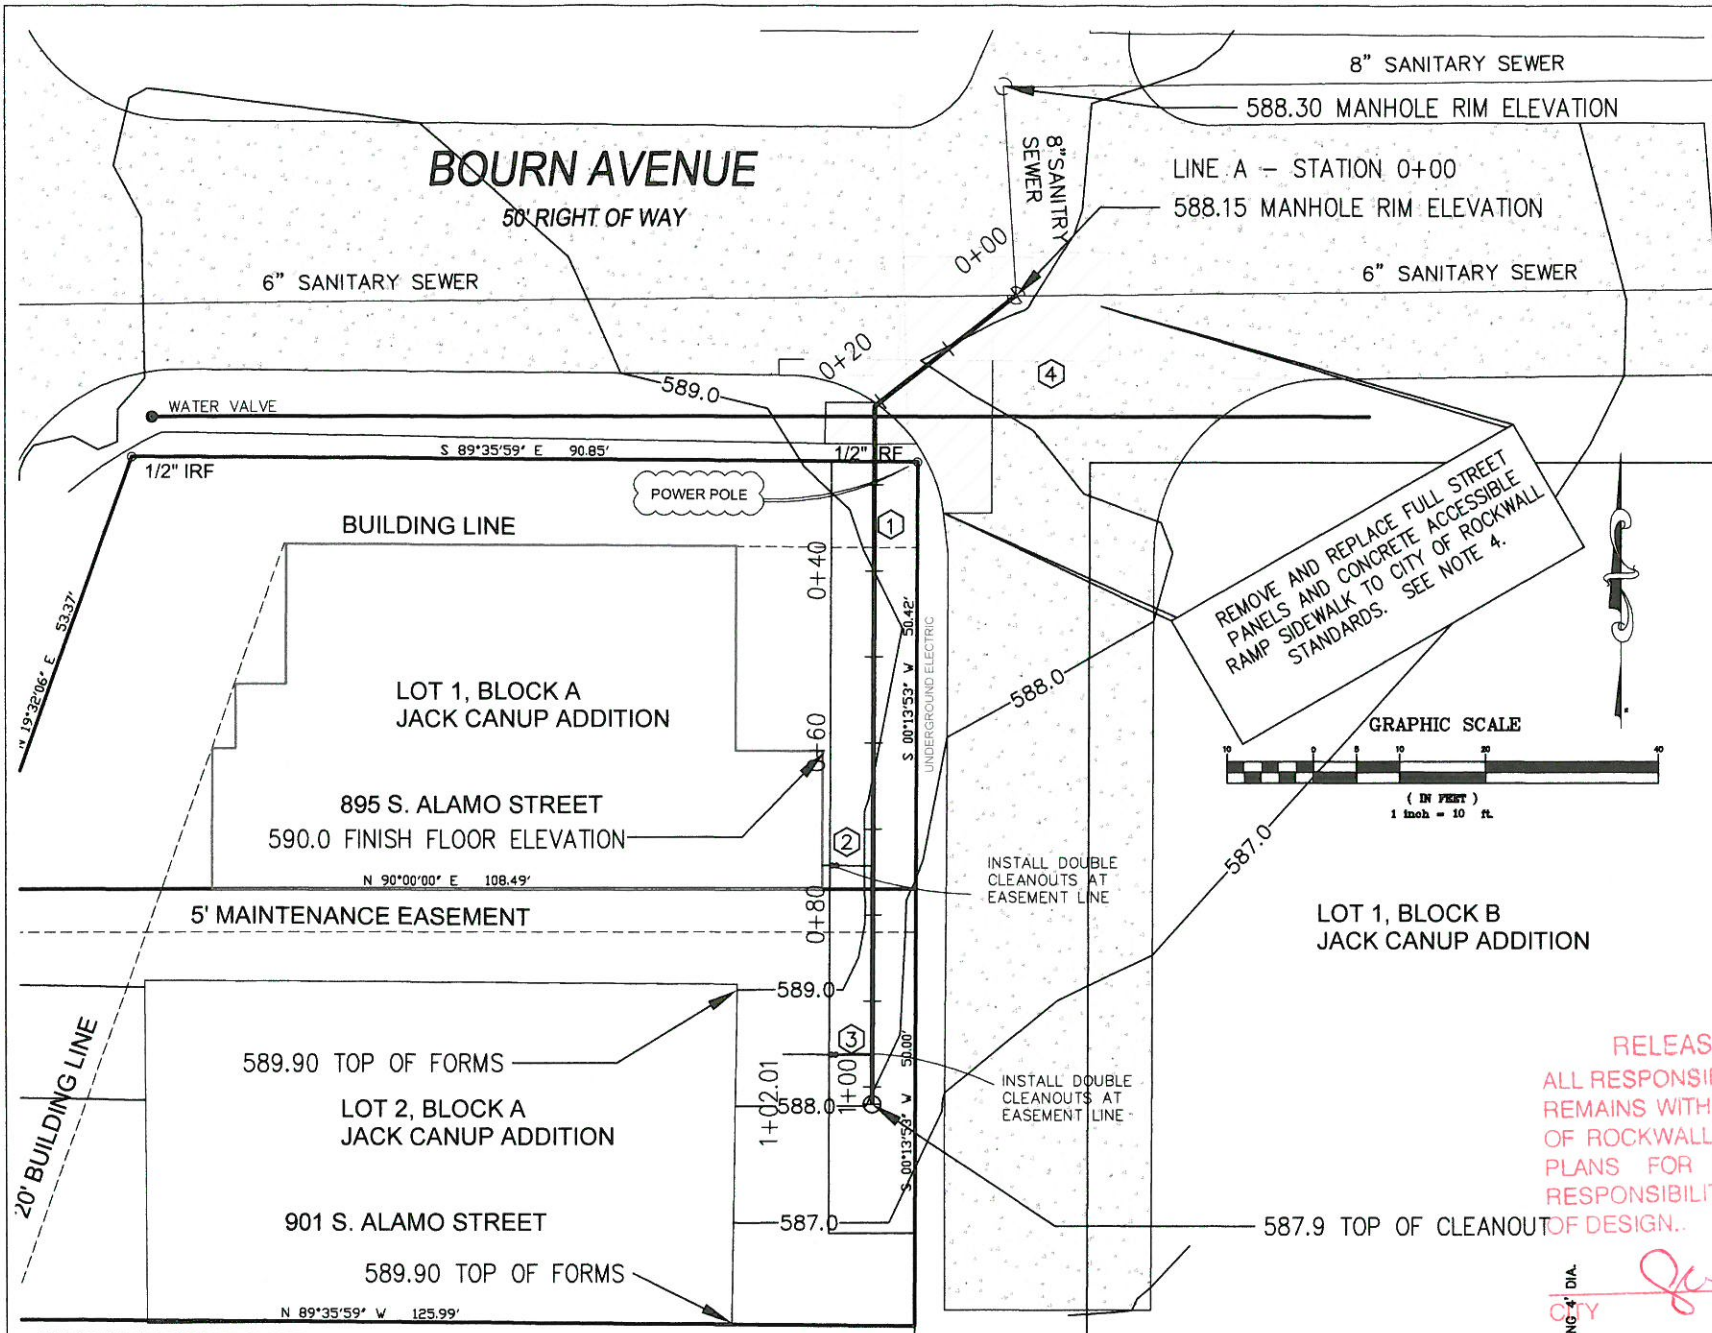 8" SANITARY SEWER
588.30 MANHOLE RIM ELEVATION
8" SANITRY
SEWER
BOURN AVENUE
50' RIGHT OF WAY
LINE A - STATION 0+00
588.15 MANHOLE RIM ELEVATION
0+00
6" SANITARY SEWER
6" SANITARY SEWER
0+20
4
589.0
WATER VALVE
S 89°35'59" E 90.85'
1/2" IRF
1/2" IRF
POWER POLE
1
BUILDING LINE
0+40
REMOVE AND REPLACE FULL STREET
PANELS AND CONCRETE ACCESSIBLE
RAMP SIDEWALK TO CITY OF ROCKWALL
STANDARDS. SEE NOTE 4.
N 19°32'06" E 53.37'
S 00°13'53" W 50.42'
UNDERGROUND ELECTRIC
LOT 1, BLOCK A
JACK CANUP ADDITION
588.0
0+60
GRAPHIC SCALE
10 0 5 10 20 40
( IN FEET )
1 inch = 10 ft.
895 S. ALAMO STREET
590.0 FINISH FLOOR ELEVATION
2
587.0
INSTALL DOUBLE
CLEANOUTS AT
EASEMENT LINE
N 90°00'00" E 108.49'
5' MAINTENANCE EASEMENT
0+80
LOT 1, BLOCK B
JACK CANUP ADDITION
589.0
20' BUILDING LINE
589.90 TOP OF FORMS
3
S 00°13'53" W 50.00'
INSTALL DOUBLE
CLEANOUTS AT
EASEMENT LINE
1+02.01
1+00
588.0
LOT 2, BLOCK A
JACK CANUP ADDITION
901 S. ALAMO STREET
587.0
587.9 TOP OF CLEANOUT
589.90 TOP OF FORMS
N 89°35'59" W 125.99'
RELEAS
ALL RESPONSI
REMAINS WITH
OF ROCKWALL
PLANS FOR
RESPONSIBILI
OF DESIGN.
CITY
NG 4' DIA.